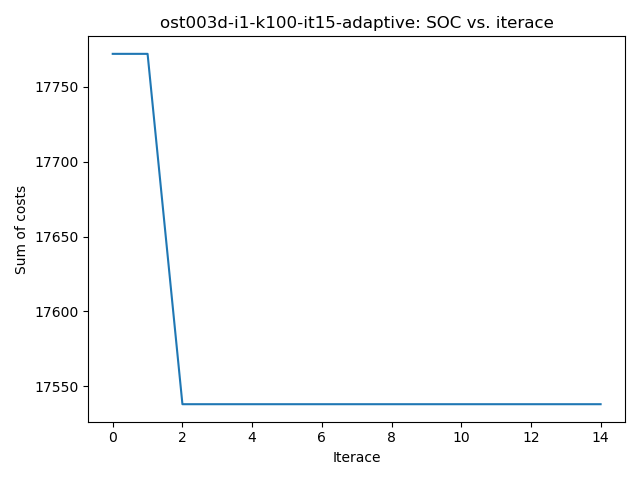 ost003d-i1-k100-it15-adaptive: SOC vs. iterace
17750
17700
17650
17600
17550
Sum of costs
0 2 4 6 8 10 12 14
Iterace